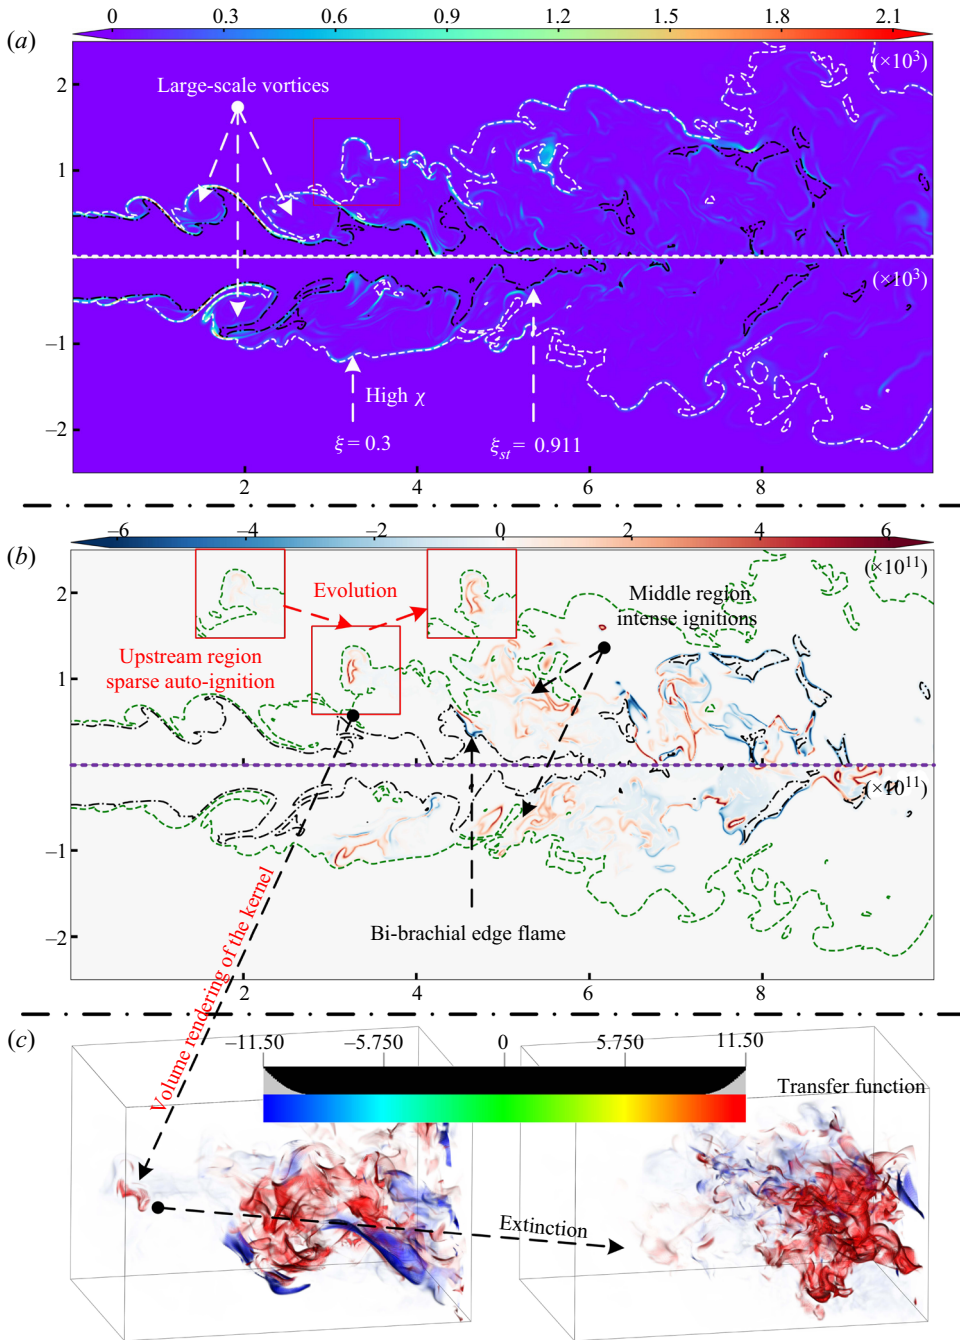 0 0.3 0.6 0.9 1.2 1.5 1.8 2.1
(a)
(×10³)
2
Large-scale vortices
1
(×10³)
–1
High χ
ξ = 0.3
ξst = 0.911
–2
2 4 6 8
–6 –4 –2 0 2 4 6
(b)
(×10¹¹)
2
Evolution
Middle region
intense ignitions
Upstream region
sparse auto-ignition
1
(×10¹¹)
–1
Bi-brachial edge flame
–2
2 4 6 8
Volume rendering of the kernel
(c)
–11.50 –5.750 0 5.750 11.50
Transfer function
Extinction